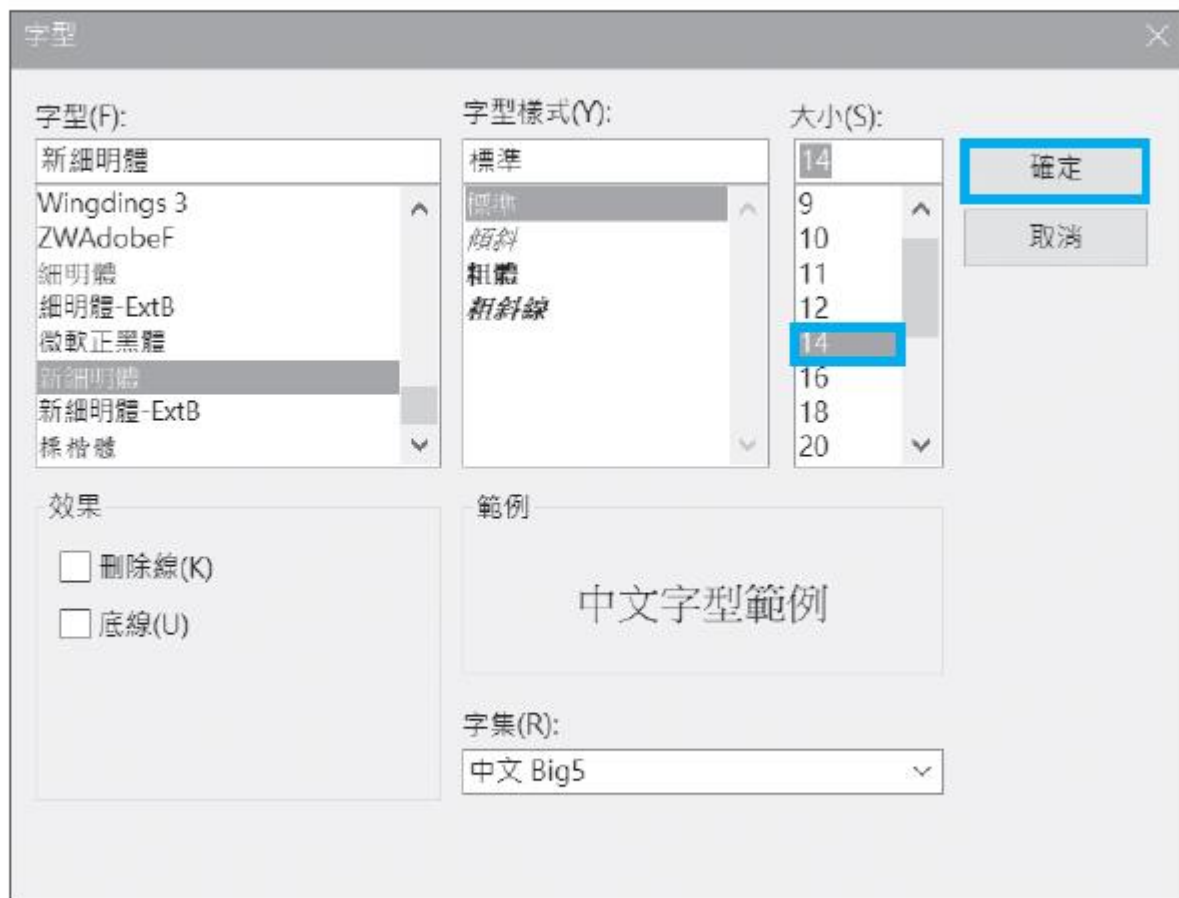 字型
字型(F):
新細明體
Wingdings 3
ZWAdobeF
細明體
細明體-ExtB
微軟正黑體
新細明體
新細明體-ExtB
標楷體
字型樣式(Y):
標準
標準
傾斜
粗體
粗斜線
大小(S):
14
9
10
11
12
14
16
18
20
確定
取消
效果
刪除線(K)
底線(U)
範例
中文字型範例
字集(R):
中文 Big5